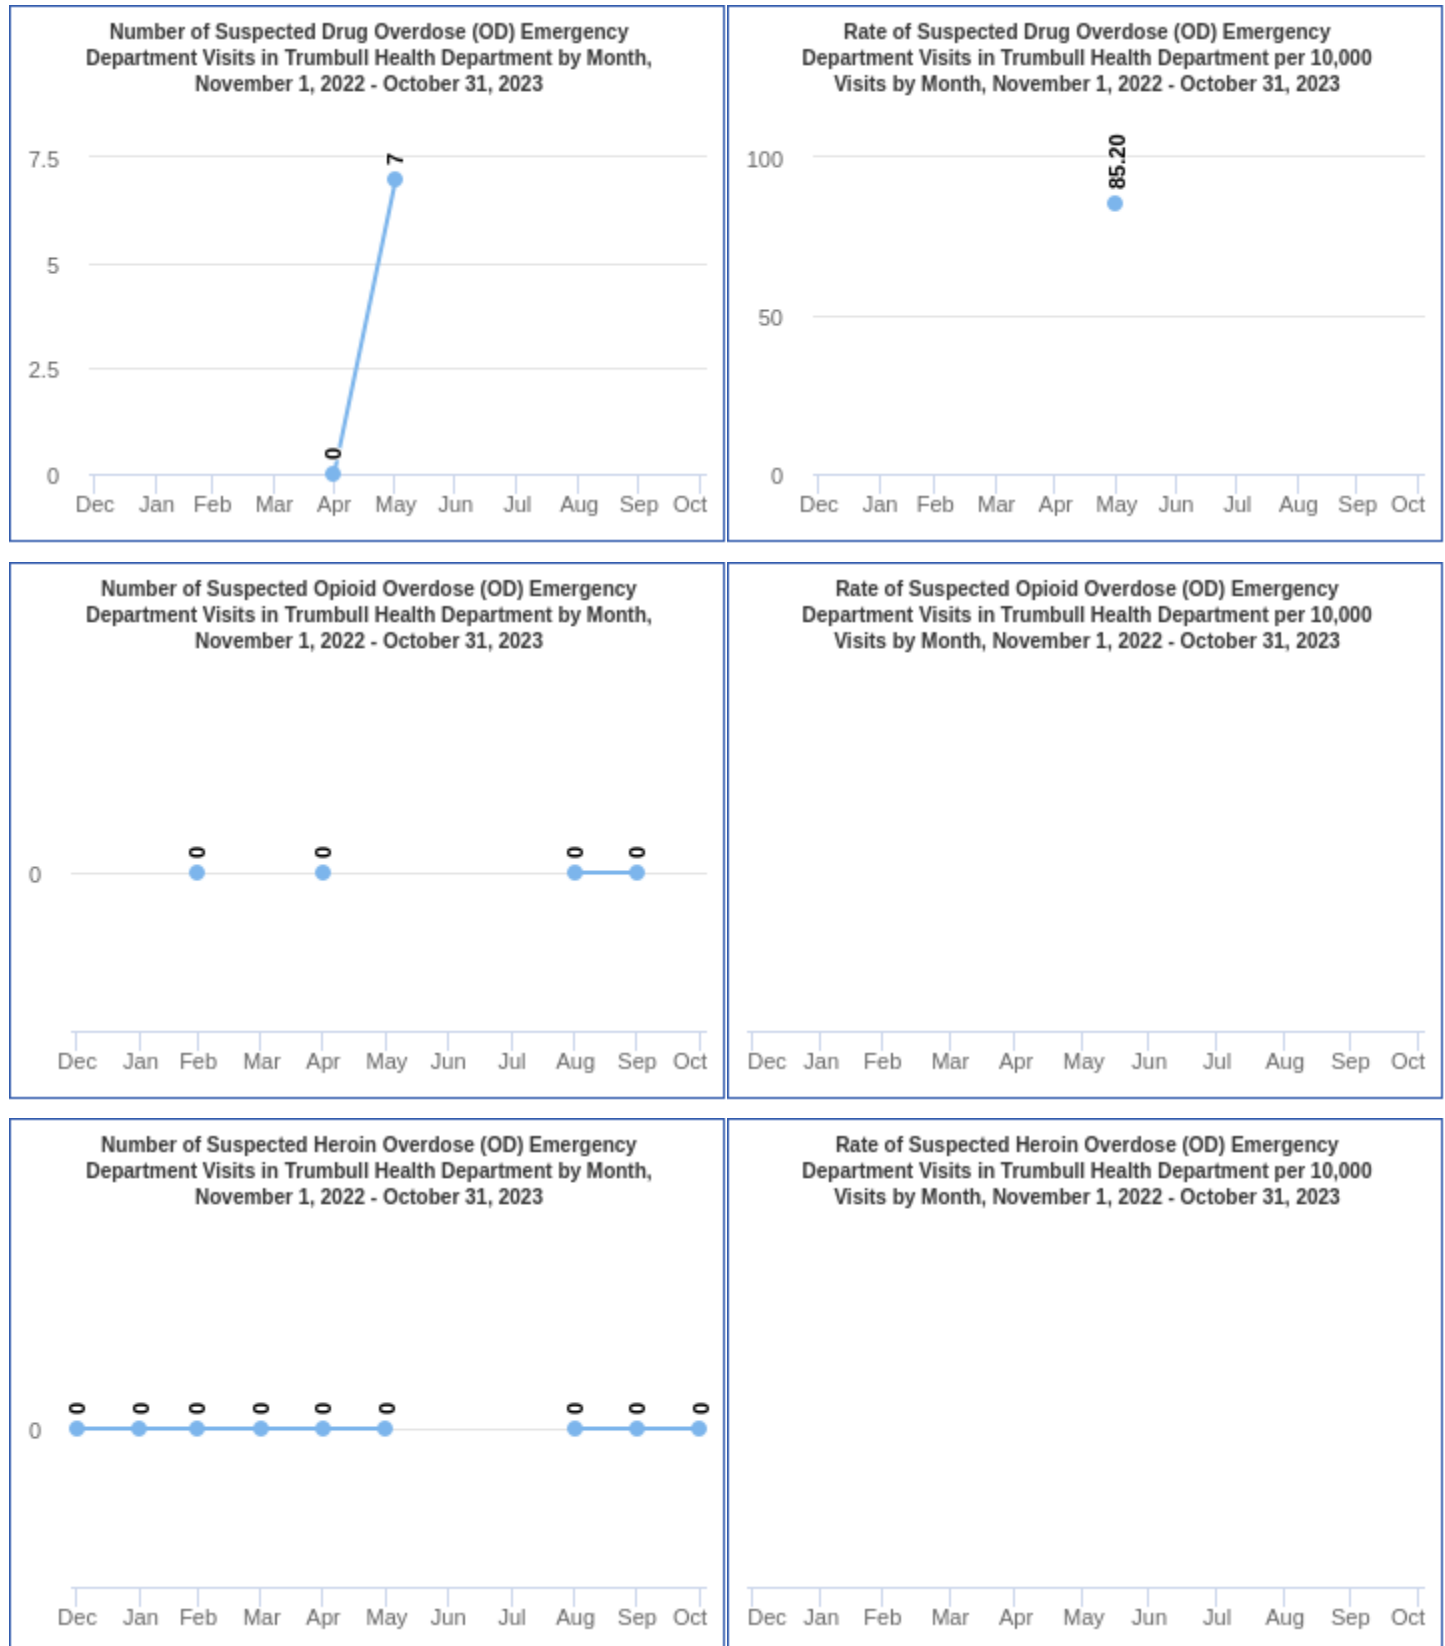 Number of Suspected Drug Overdose (OD) Emergency
Department Visits in Trumbull Health Department by Month,
November 1, 2022 - October 31, 2023
7.5
5
2.5
0
0
7
Dec Jan Feb Mar Apr May Jun Jul Aug Sep Oct
Rate of Suspected Drug Overdose (OD) Emergency
Department Visits in Trumbull Health Department per 10,000
Visits by Month, November 1, 2022 - October 31, 2023
100
50
0
85.20
Dec Jan Feb Mar Apr May Jun Jul Aug Sep Oct
Number of Suspected Opioid Overdose (OD) Emergency
Department Visits in Trumbull Health Department by Month,
November 1, 2022 - October 31, 2023
0
0 0 0 0
Dec Jan Feb Mar Apr May Jun Jul Aug Sep Oct
Rate of Suspected Opioid Overdose (OD) Emergency
Department Visits in Trumbull Health Department per 10,000
Visits by Month, November 1, 2022 - October 31, 2023
Dec Jan Feb Mar Apr May Jun Jul Aug Sep Oct
Number of Suspected Heroin Overdose (OD) Emergency
Department Visits in Trumbull Health Department by Month,
November 1, 2022 - October 31, 2023
0
0 0 0 0 0 0 0 0 0
Dec Jan Feb Mar Apr May Jun Jul Aug Sep Oct
Rate of Suspected Heroin Overdose (OD) Emergency
Department Visits in Trumbull Health Department per 10,000
Visits by Month, November 1, 2022 - October 31, 2023
Dec Jan Feb Mar Apr May Jun Jul Aug Sep Oct